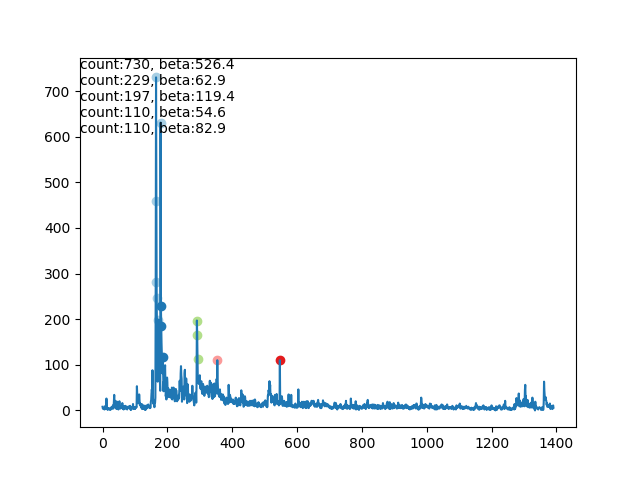 count:730, beta:526.4
count:229, beta:62.9
count:197, beta:119.4
count:110, beta:54.6
count:110, beta:82.9
700
600
500
400
300
200
100
0
0 200 400 600 800 1000 1200 1400